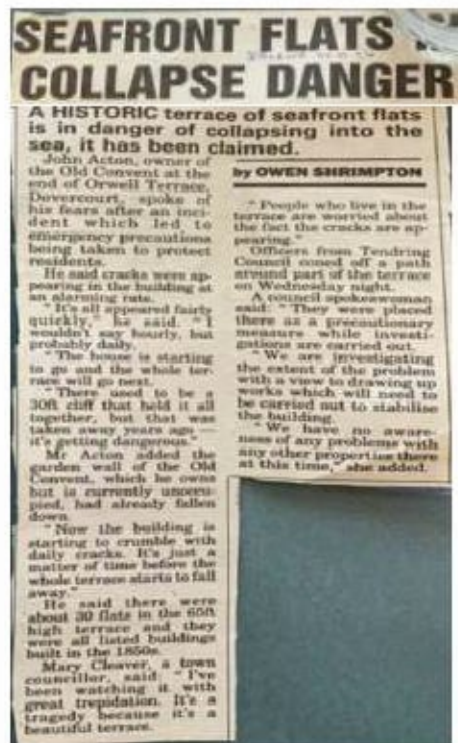 SEAFRONT FLATS
COLLAPSE DANGER
A HISTORIC terrace of seafront flats
is in danger of collapsing into the
sea, it has been claimed.
John Acton, owner of
the Old Convent at the
end of Orwell Terrace,
Dovercourt, spoke of
his fears after an inci-
dent which led to
emergency precautions
being taken to protect
residents.
He said cracks were ap-
pearing in the building at
an alarming rate.
"It's all appeared fairly
quickly," he said. "I
wouldn't say hourly, but
probably daily.
"The house is starting
to go and the whole ter-
race will go next.
"There used to be a
30ft cliff that held it all
together, but that was
taken away years ago —
it's getting dangerous."
Mr Acton added the
garden wall of the Old
Convent, which he owns
but is currently unoccu-
pied, had already fallen
down.
"Now the building is
starting to crumble with
daily cracks. It's just a
matter of time before the
whole terrace starts to fall
away."
He said there were
about 30 flats in the 65ft
high terrace and they
were all listed buildings
built in the 1850s.
Mary Cleaver, a town
councillor, said: "I've
been watching it with
great trepidation. It's a
tragedy because it's a
beautiful terrace.
by OWEN SHRIMPTON
"People who live in the
terrace are worried about
the fact the cracks are ap-
pearing."
Officers from Tendring
Council coned off a path
around part of the terrace
on Wednesday night.
A council spokeswoman
said: "They were placed
there as a precautionary
measure while investi-
gations are carried out.
"We are investigating
the extent of the problem
with a view to drawing up
works which will need to
be carried out to stabilise
the building.
"We have no aware-
ness of any problems with
any other properties there
at this time," she added.